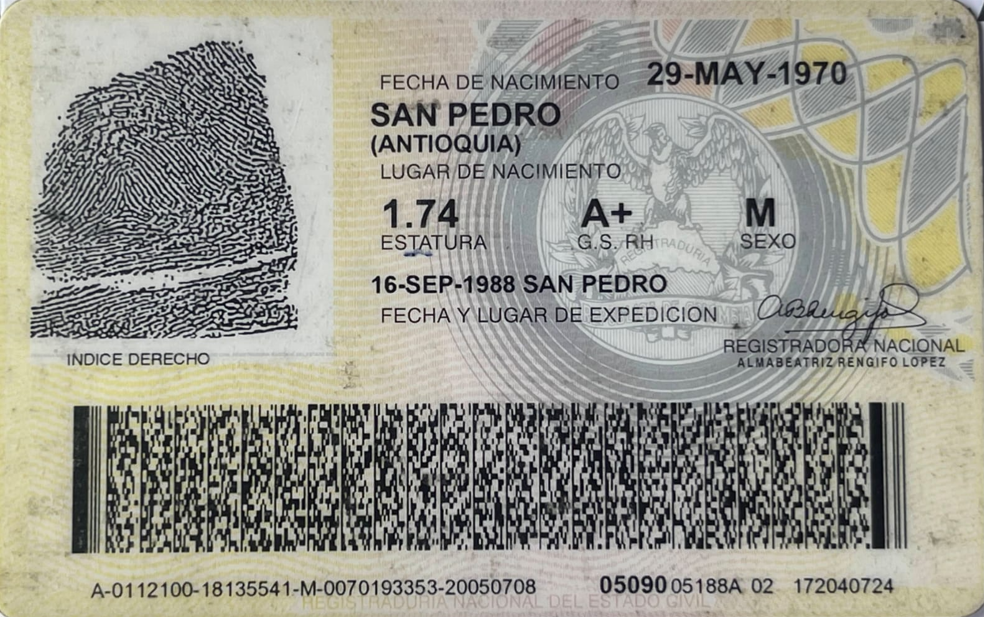 FECHA DE NACIMIENTO 29-MAY-1970
SAN PEDRO
(ANTIOQUIA)
LUGAR DE NACIMIENTO
1.74 A+ M
ESTATURA G.S. RH SEXO
16-SEP-1988 SAN PEDRO
FECHA Y LUGAR DE EXPEDICION
REGISTRADORA NACIONAL
ALMABEATRIZ RENGIFO LOPEZ
INDICE DERECHO
REGISTRADURIA
A-0112100-18135541-M-0070193353-20050708 05090 05188A 02 172040724
REGISTRADURIA NACIONAL DEL ESTADO CIVIL